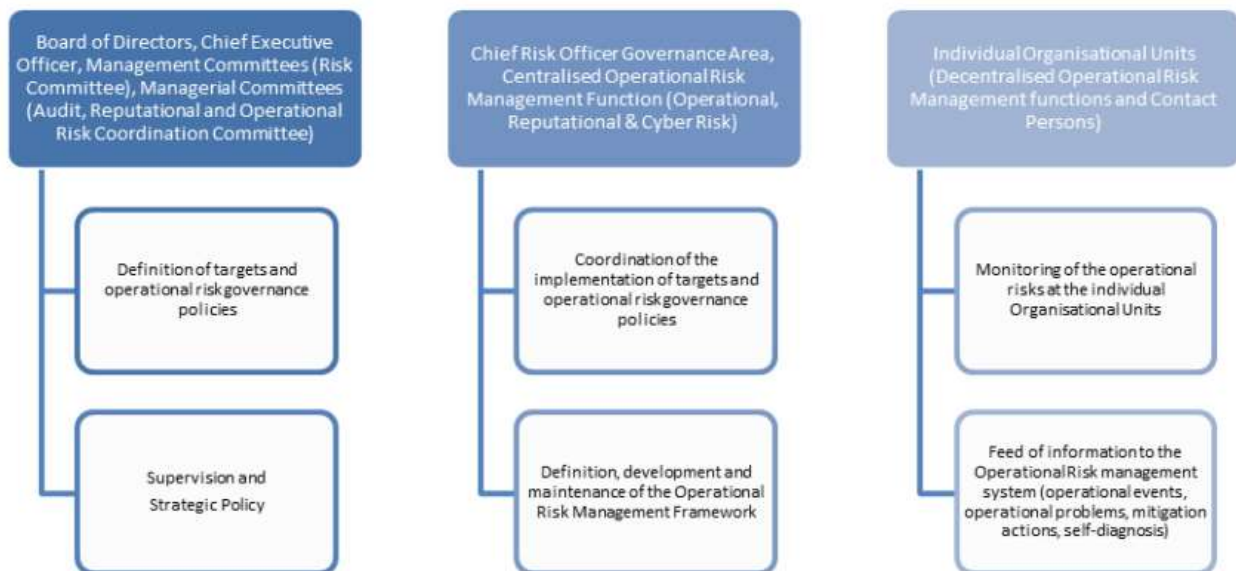 Board of Directors, Chief Executive
Officer, Management Committees (Risk
Committee), Managerial Committees
(Audit, Reputational and Operational
Risk Coordination Committee)
Definition of targets and
operational risk governance
policies
Supervision and
Strategic Policy
Chief Risk Officer Governance Area,
Centralised Operational Risk
Management Function (Operational,
Reputational & Cyber Risk)
Coordination of the
implementation of targets and
operational risk governance
policies
Definition, development and
maintenance of the Operational
Risk Management Framework
Individual Organisational Units
(Decentralised Operational Risk
Management functions and Contact
Persons)
Monitoring of the operational
risks at the individual
Organisational Units
Feed of information to the
Operational Risk management
system (operational events,
operational problems, mitigation
actions, self-diagnosis)